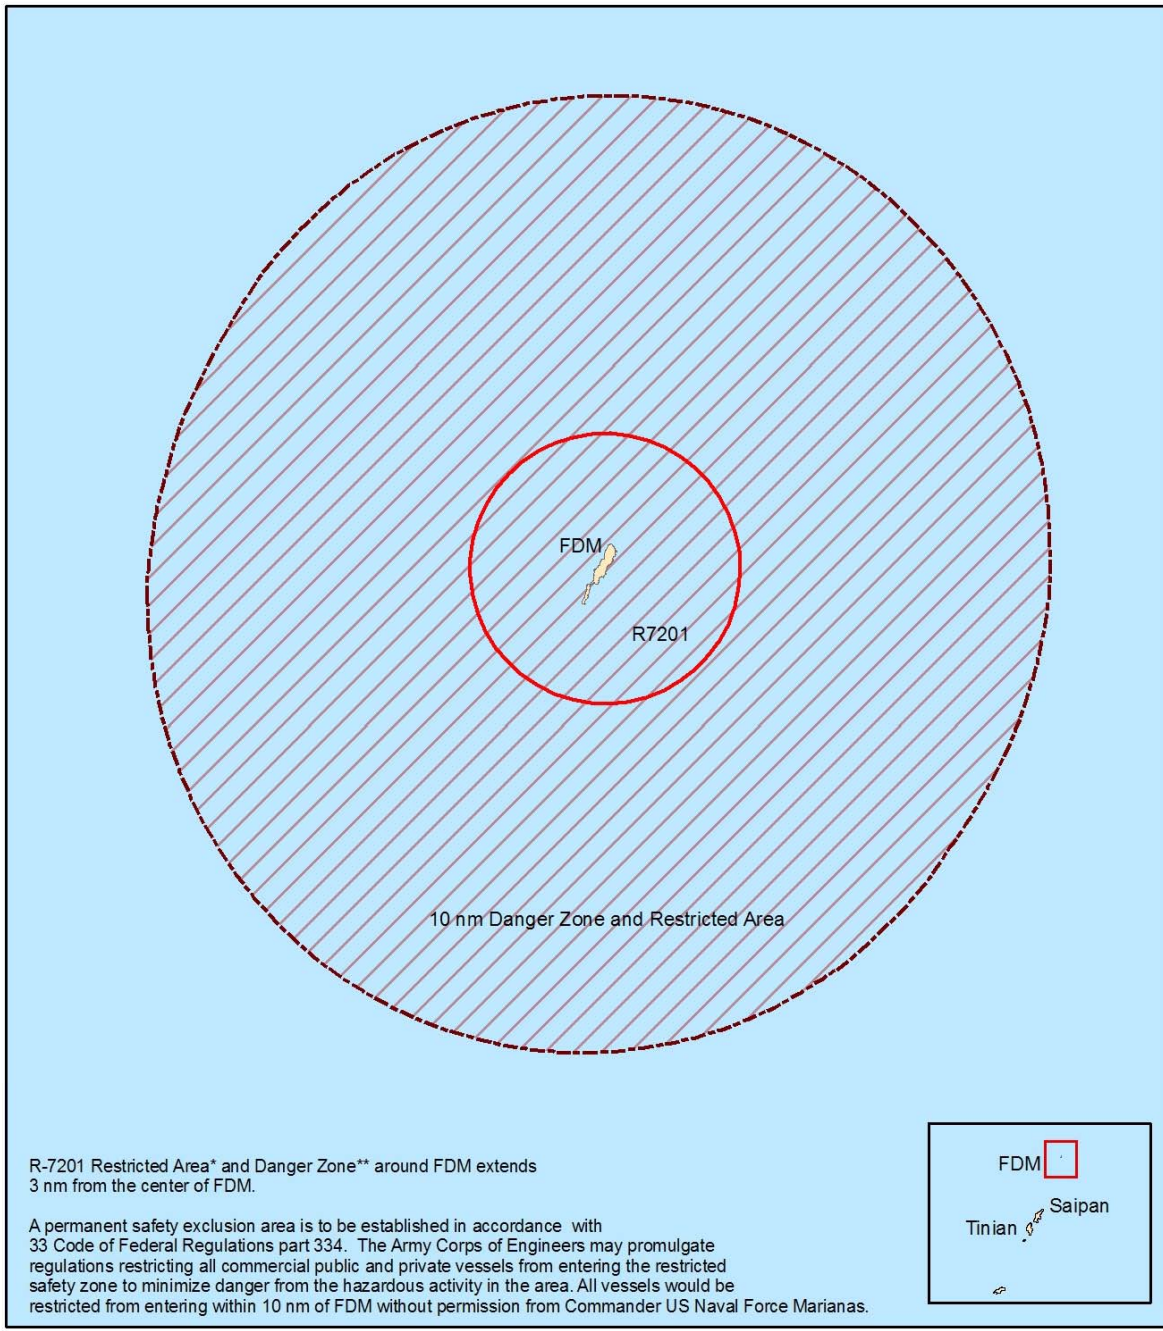 FDM
R7201
10 nm Danger Zone and Restricted Area
R-7201 Restricted Area* and Danger Zone** around FDM extends
3 nm from the center of FDM.
A permanent safety exclusion area is to be established in accordance with
33 Code of Federal Regulations part 334. The Army Corps of Engineers may promulgate
regulations restricting all commercial public and private vessels from entering the restricted
safety zone to minimize danger from the hazardous activity in the area. All vessels would be
restricted from entering within 10 nm of FDM without permission from Commander US Naval Force Marianas.
FDM
Saipan
Tinian